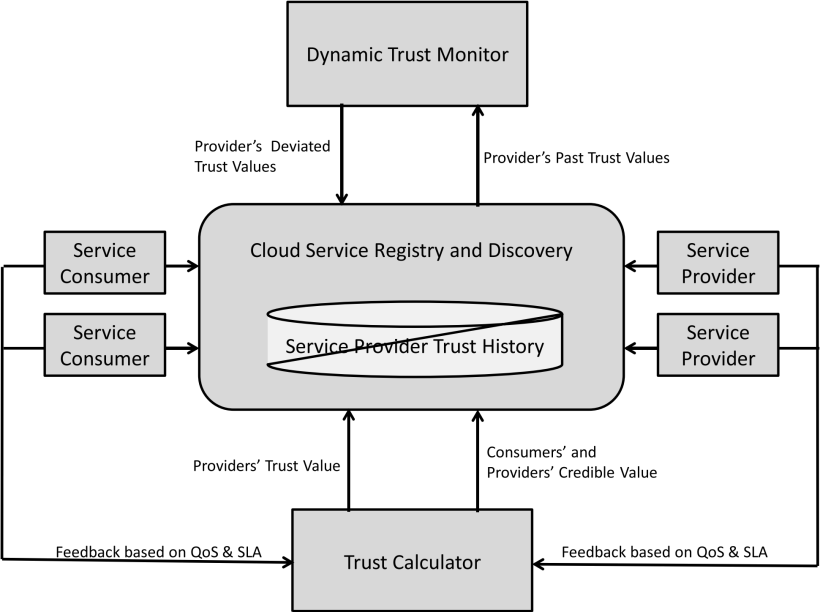 Dynamic Trust Monitor
Provider's Deviated
Trust Values
Provider's Past Trust Values
Service
Consumer
Cloud Service Registry and Discovery
Service
Provider
Service
Consumer
Service Provider Trust History
Service
Provider
Providers' Trust Value
Consumers' and
Providers' Credible Value
Feedback based on QoS & SLA
Trust Calculator
Feedback based on QoS & SLA